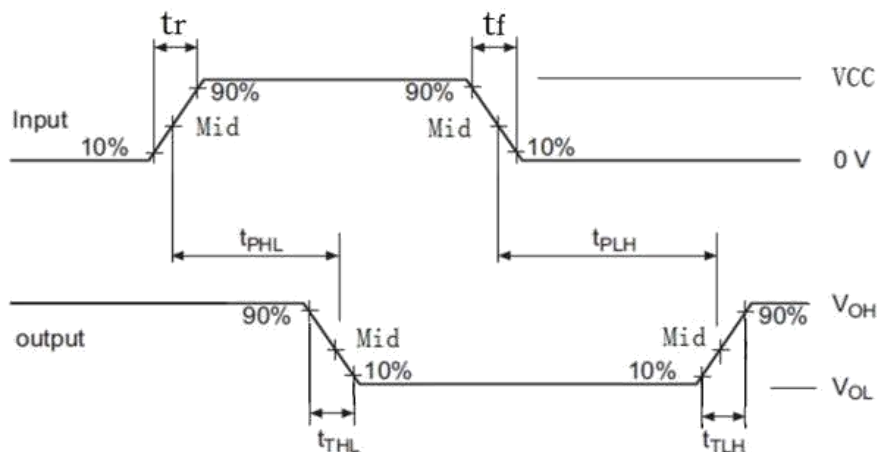 tr tf
90% 90% VCC
Input Mid Mid
10% 10% 0 V
tPHL tPLH
90% 90% VOH
output Mid Mid
10% 10% VOL
tTHL tTLH